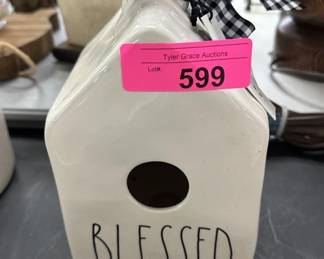 Tyler Grace Auctions
Lot#
599
BLESSED